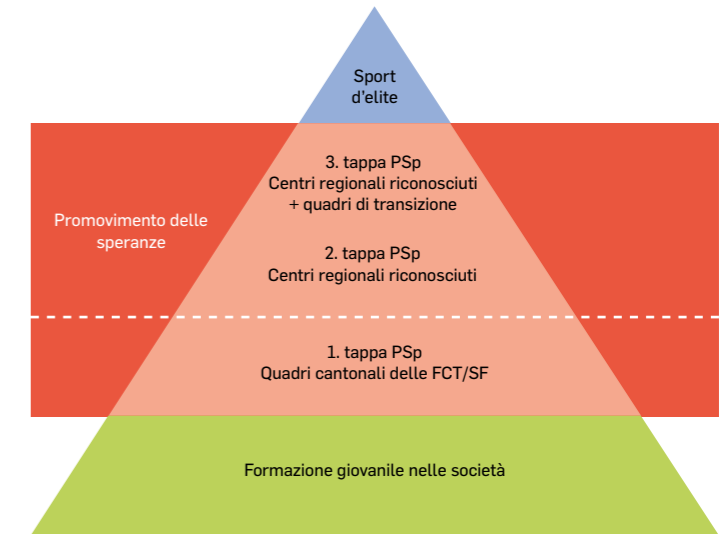 Sport
d'elite
3. tappa PSp
Centri regionali riconosciuti
+ quadri di transizione
Promovimento delle
speranze
2. tappa PSp
Centri regionali riconosciuti
1. tappa PSp
Quadri cantonali delle FCT/SF
Formazione giovanile nelle società